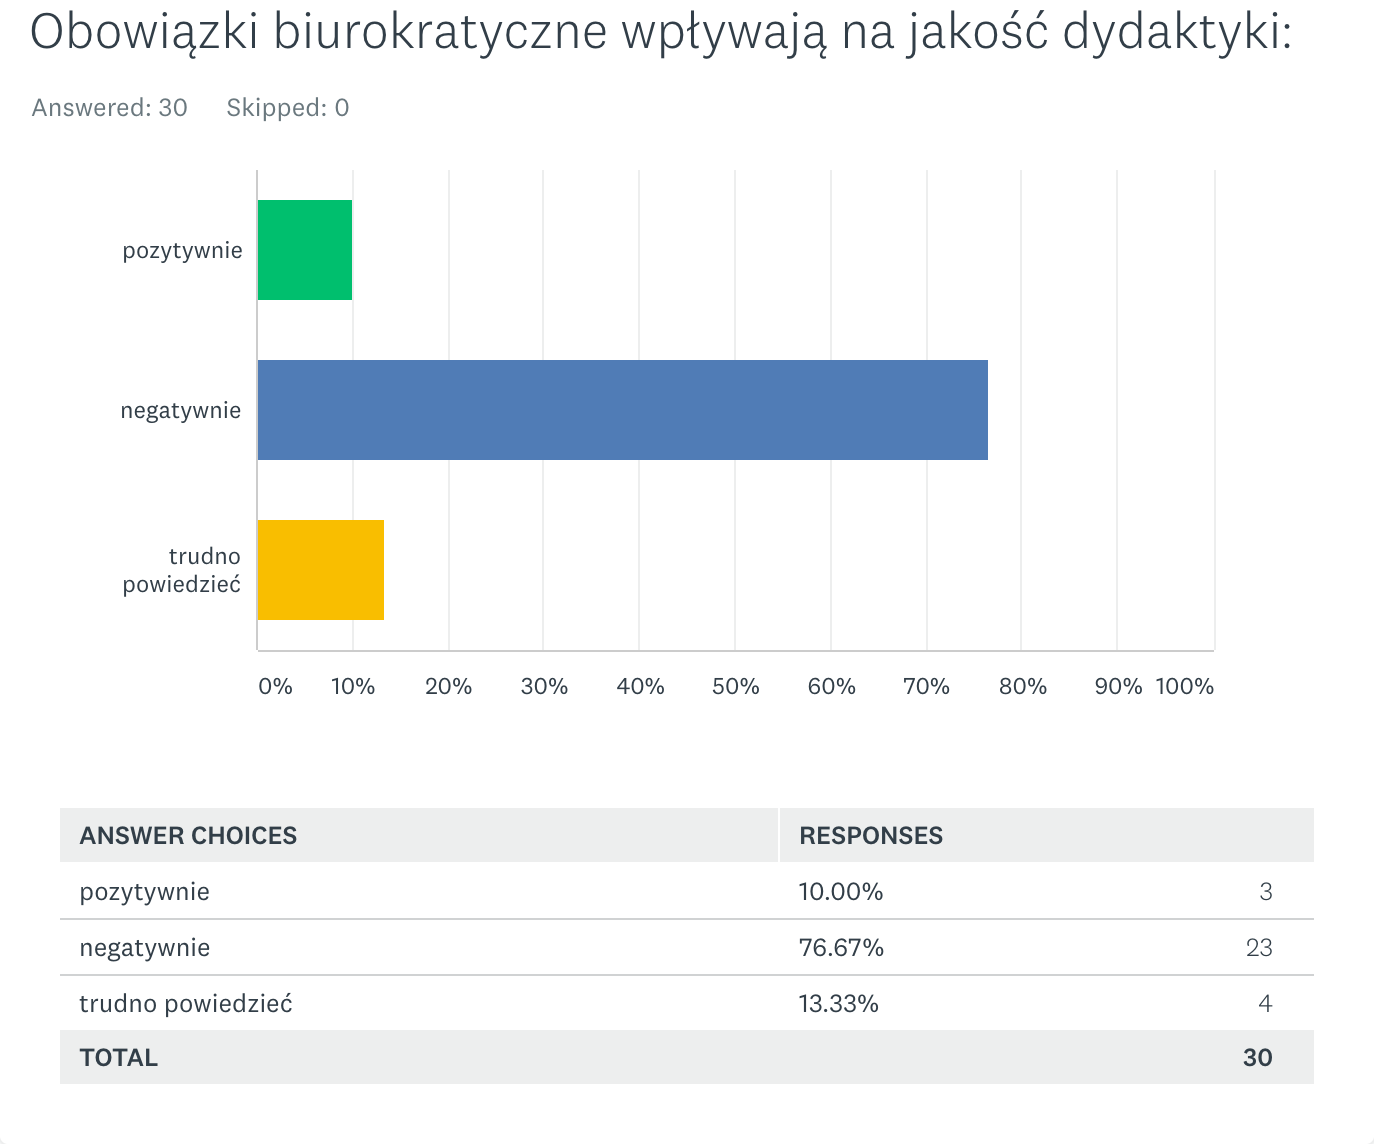 Obowiązki biurokratyczne wpływają na jakość dydaktyki:
Answered: 30 Skipped: 0
pozytywnie
negatywnie
trudno
powiedzieć
0% 10% 20% 30% 40% 50% 60% 70% 80% 90% 100%
ANSWER CHOICES RESPONSES
pozytywnie 10.00% 3
negatywnie 76.67% 23
trudno powiedzieć 13.33% 4
TOTAL 30